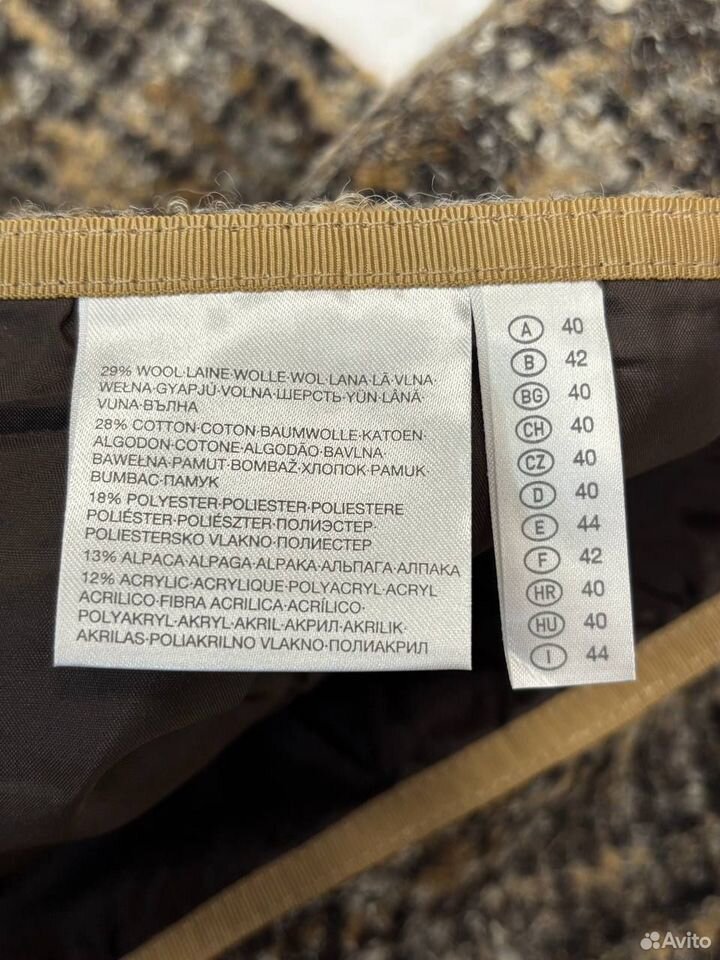 29% WOOL·LAINE·WOLLE·WOL·LANA·LÃ·VLNA·
WEŁNA·GYAPJÚ·VOLNA·ШЕРСТЬ·YÜN·LÂNĂ·
VUNA·ВЪЛНА
28% COTTON·COTON·BAUMWOLLE·KATOEN·
ALGODON·COTONE·ALGODÃO·BAVLNA·
BAWEŁNA·PAMUT·BOMBAŽ·ХЛОПОК·PAMUK·
BUMBAC·ПАМУК
18% POLYESTER·POLIESTER·POLIESTERE
POLIÉSTER·POLIÉSZTER·ПОЛИЭСТЕР
POLIESTERSKO VLAKNO·ПОЛИЕСТЕР
13% ALPACA·ALPAGA·ALPAKA·АЛЬПАГА·АЛПАКА
12% ACRYLIC·ACRYLIQUE·POLYACRYL·ACRYL
ACRILICO·FIBRA ACRILICA·ACRÍLICO·
POLYAKRYL·AKRYL·AKRIL·АКРИЛ·AKRILIK·
AKRILAS·POLIAKRILNO VLAKNO·ПОЛИАКРИЛ
A 40
B 42
BG 40
CH 40
CZ 40
D 40
E 44
F 42
HR 40
HU 40
I 44
Avito